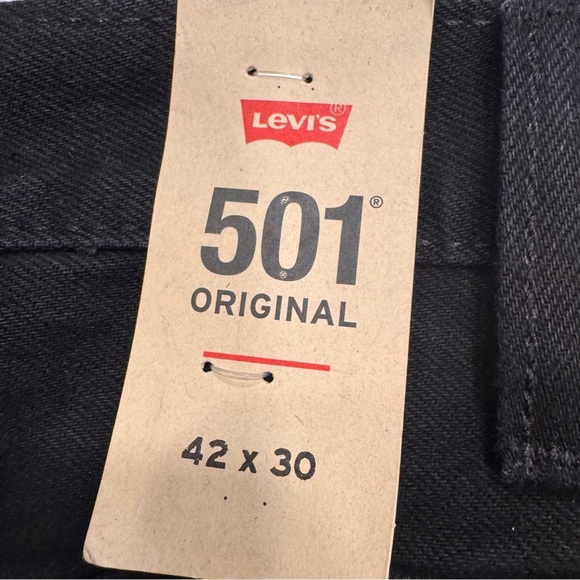 LEVI'S®
501®
ORIGINAL
42 x 30